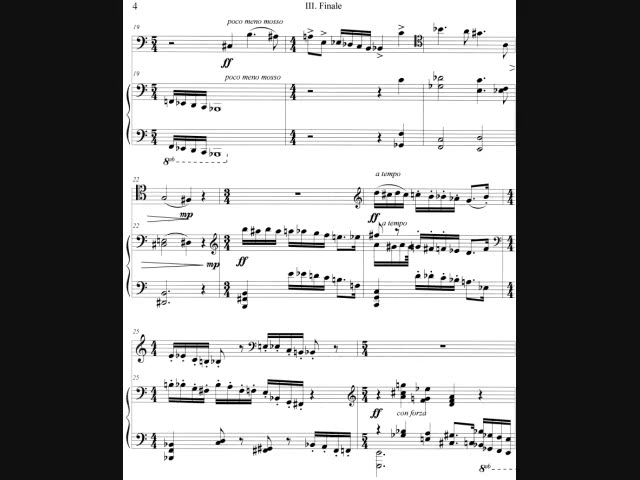 4
III. Finale
19
poco meno mosso
ff
19
poco meno mosso
8vb
22
a tempo
mp
ff
22
a tempo
mp
ff
25
25
ff
con forza
8vb